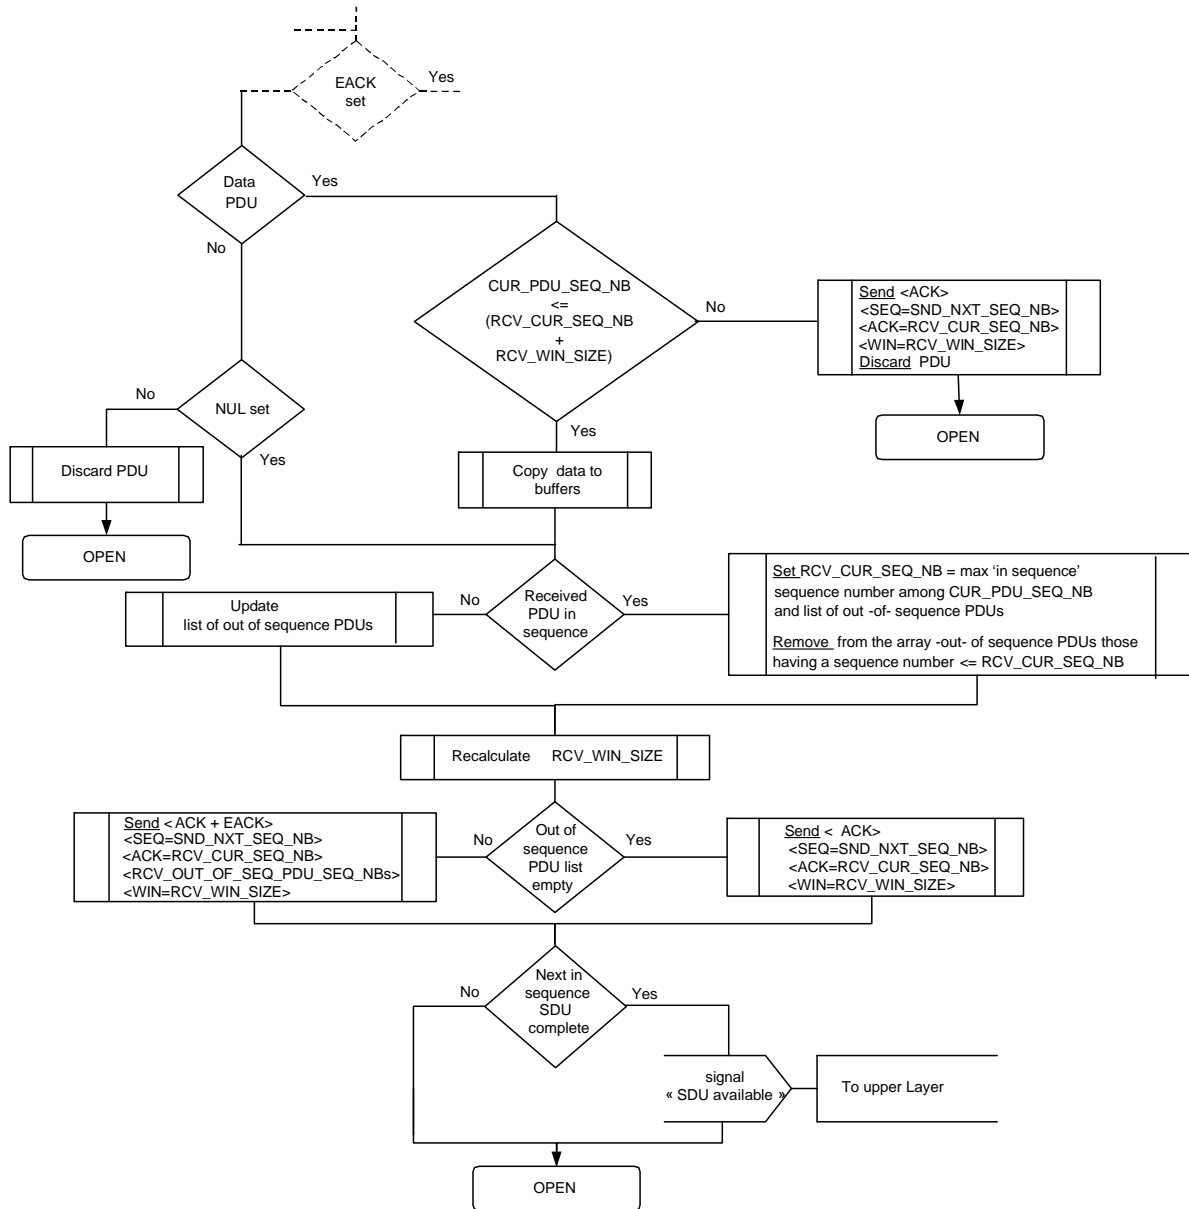 EACK
set
Yes
Data
PDU
Yes
No
CUR_PDU_SEQ_NB
<=
(RCV_CUR_SEQ_NB
+
RCV_WIN_SIZE)
No
Send <ACK>
<SEQ=SND_NXT_SEQ_NB>
<ACK=RCV_CUR_SEQ_NB>
<WIN=RCV_WIN_SIZE>
Discard PDU
OPEN
Yes
No
NUL set
Yes
Discard PDU
OPEN
Copy data to
buffers
Received
PDU in
sequence
No
Yes
Update
list of out of sequence PDUs
Set RCV_CUR_SEQ_NB = max ‘in sequence’
sequence number among CUR_PDU_SEQ_NB
and list of out -of- sequence PDUs
Remove from the array -out- of sequence PDUs those
having a sequence number <= RCV_CUR_SEQ_NB
Recalculate RCV_WIN_SIZE
Send < ACK + EACK>
<SEQ=SND_NXT_SEQ_NB>
<ACK=RCV_CUR_SEQ_NB>
<RCV_OUT_OF_SEQ_PDU_SEQ_NBs>
<WIN=RCV_WIN_SIZE>
No
Out of
sequence
PDU list
empty
Yes
Send < ACK>
<SEQ=SND_NXT_SEQ_NB>
<ACK=RCV_CUR_SEQ_NB>
<WIN=RCV_WIN_SIZE>
No
Next in
sequence
SDU
complete
Yes
signal
« SDU available »
To upper Layer
OPEN